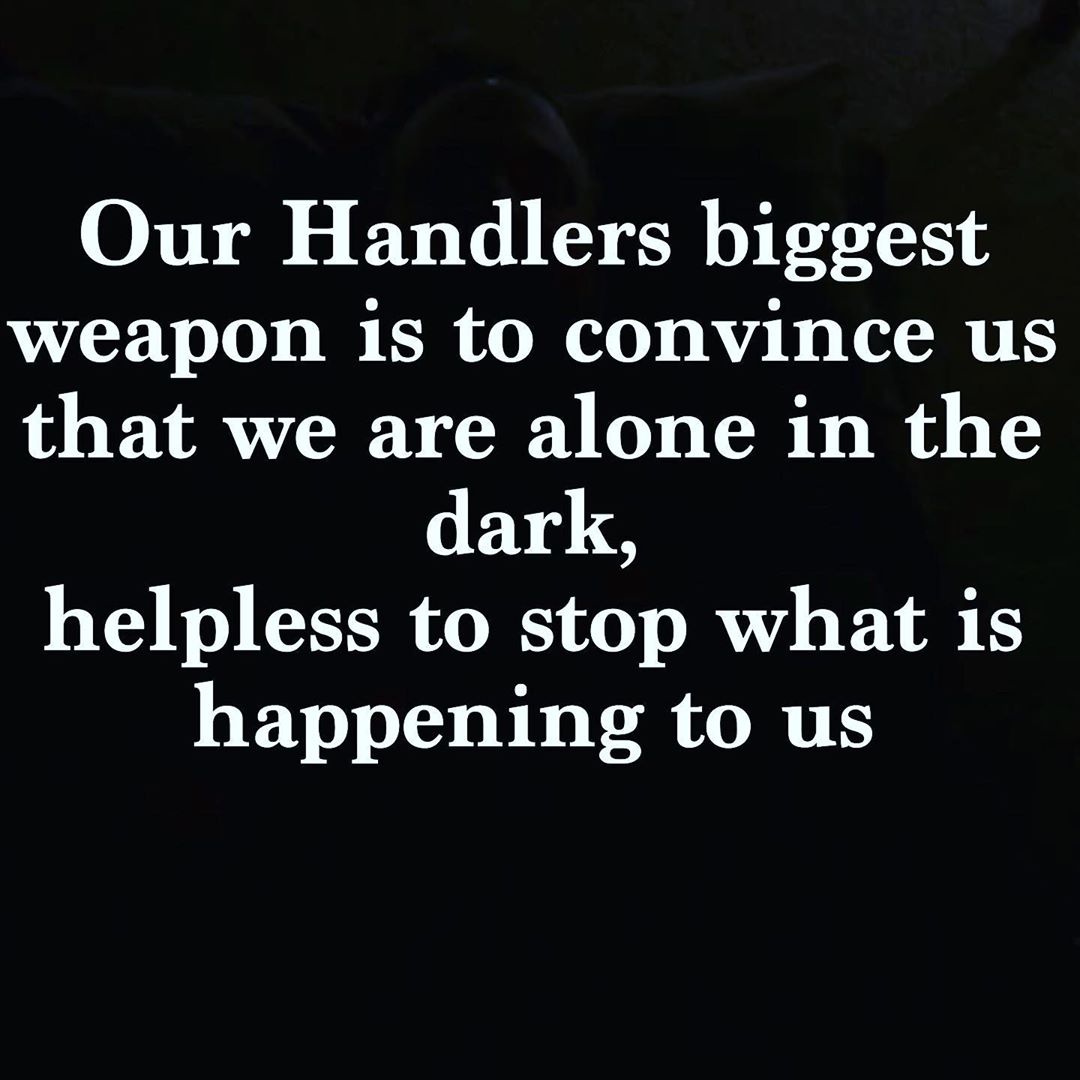 Our Handlers biggest
weapon is to convince us
that we are alone in the
dark,
helpless to stop what is
happening to us